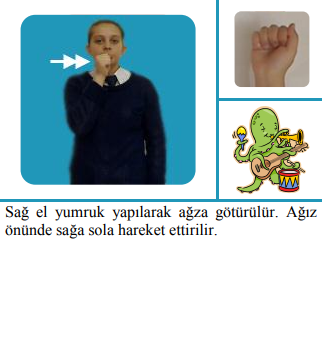 Sağ el yumruk yapılarak ağza götürülür. Ağız
önünde sağa sola hareket ettirilir.